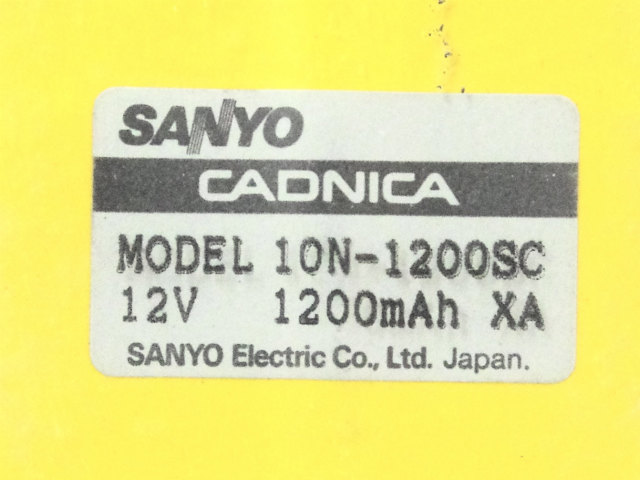 SANYO
CADNICA
MODEL 10N-1200SC
12V 1200mAh XA
SANYO Electric Co., Ltd. Japan.